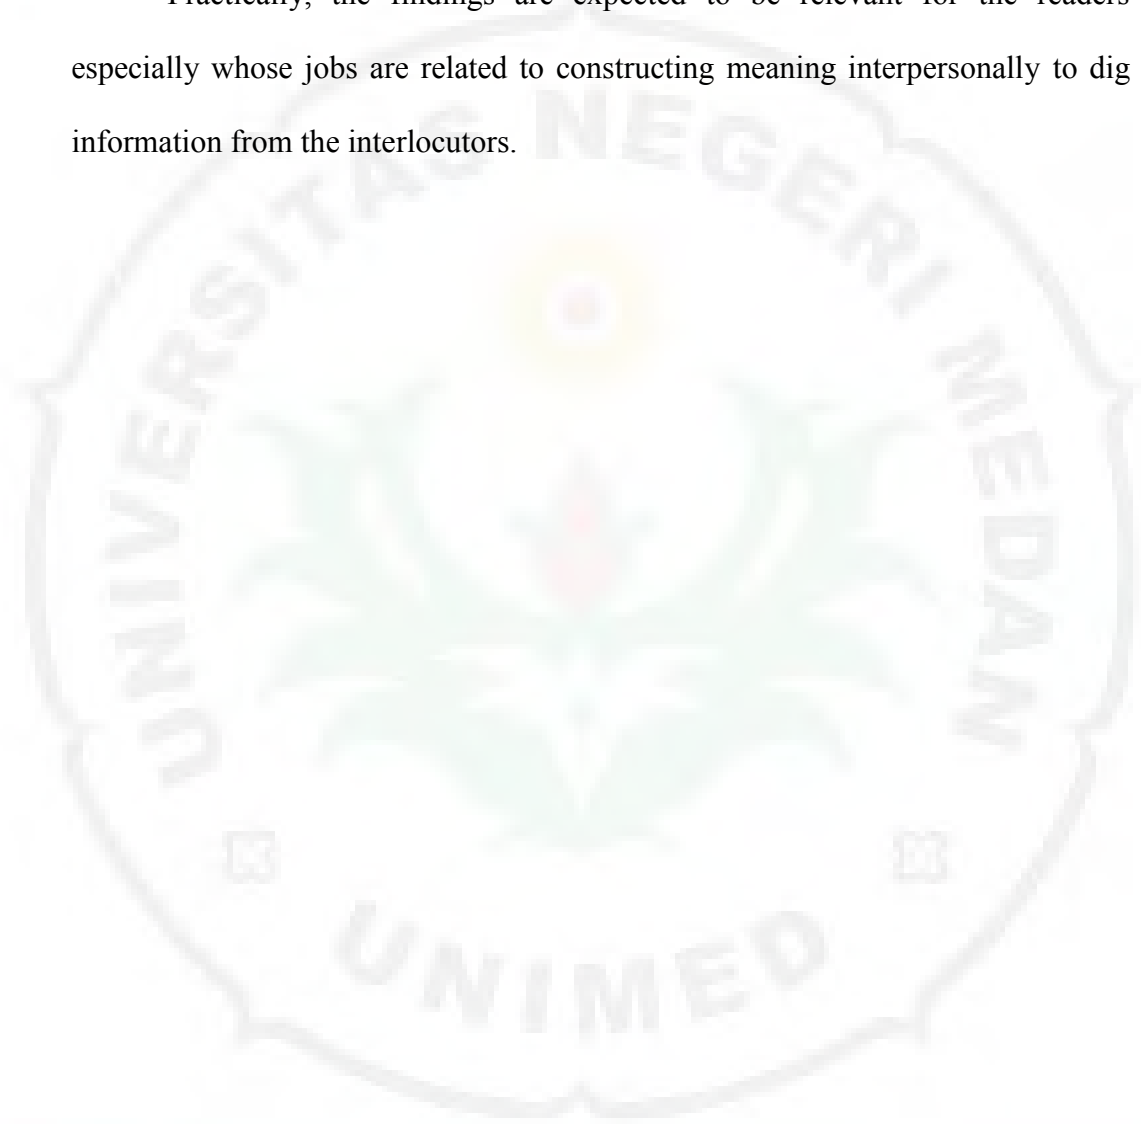 Practically, the findings are expected to be relevant for the readers
especially whose jobs are related to constructing meaning interpersonally to dig
information from the interlocutors.
UNIVERSITAS NEGERI MEDAN
UNIMED